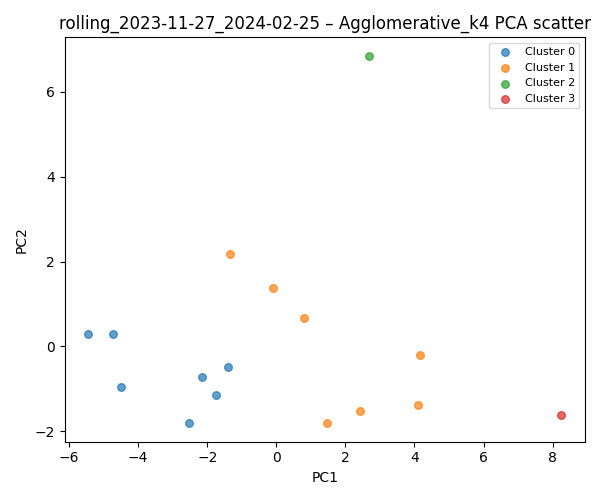 rolling_2023-11-27_2024-02-25 – Agglomerative_k4 PCA scatter
Cluster 0
Cluster 1
Cluster 2
Cluster 3
PC2
6
4
2
0
−2
−6
−4
−2
0
2
4
6
8
PC1